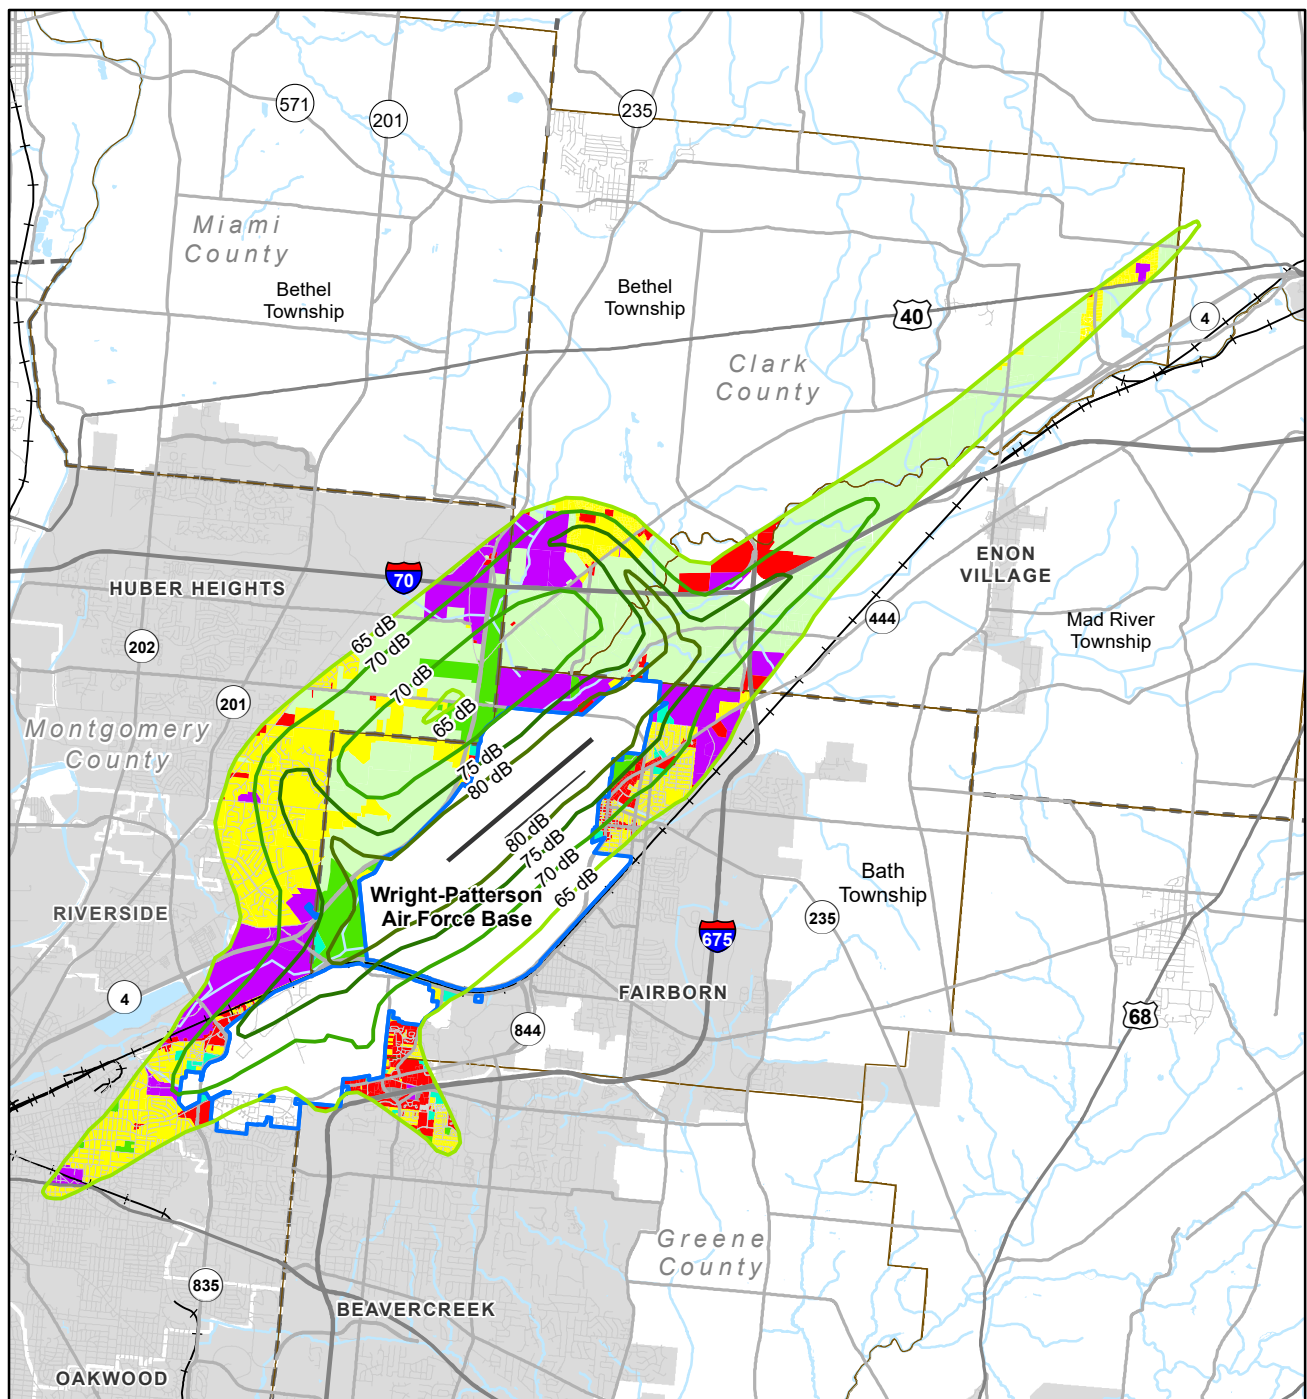 571
201
235
Miami
County
Bethel
Township
Bethel
Township
40
4
Clark
County
ENON
VILLAGE
HUBER HEIGHTS
70
444
65 dB
70 dB
202
Mad River
Township
70 dB
201
65 dB
Montgomery
County
75 dB
80 dB
80 dB
75 dB
70 dB
65 dB
Wright-Patterson
Air Force Base
Bath
Township
RIVERSIDE
235
675
4
FAIRBORN
844
68
Greene
County
835
BEAVERCREEK
OAKWOOD